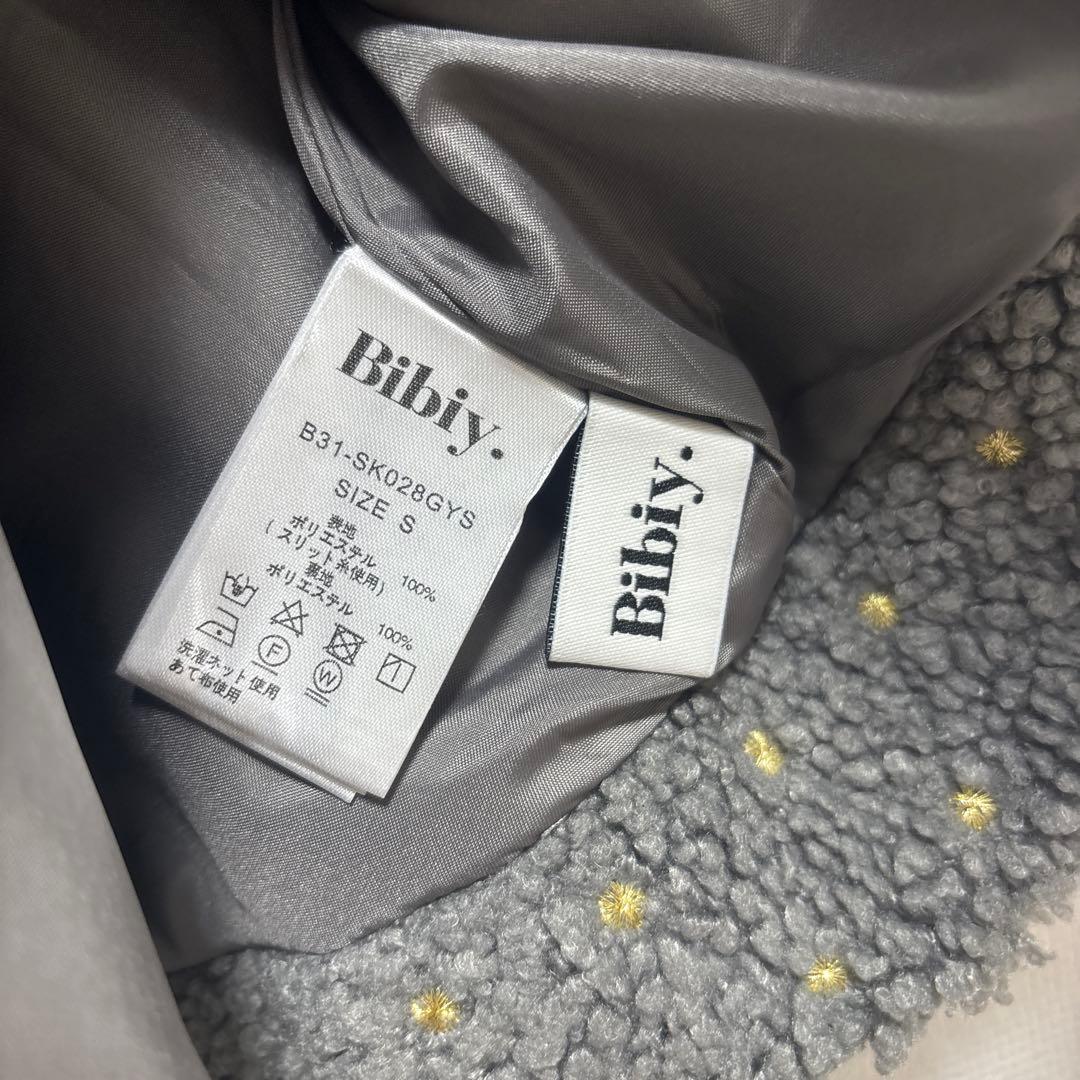 Bibiy.
B31-SK028GYS
SIZE S
表地
ポリエステル 100%
(スリット糸使用)
裏地
ポリエステル 100%
F
W
洗濯ネット使用
あて布使用
Bibiy.